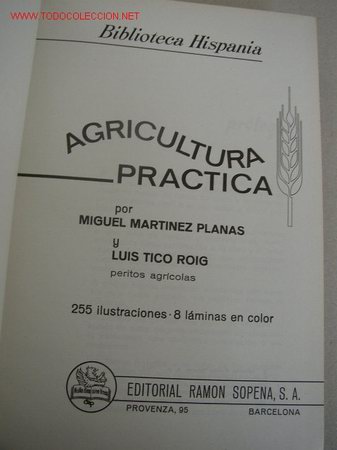 WWW.TODOCOLECCION.NET
Biblioteca Hispania
AGRICULTURA
PRACTICA
por
MIGUEL MARTINEZ PLANAS
y
LUIS TICO ROIG
peritos agrícolas
255 ilustraciones · 8 láminas en color
EDITORIAL RAMON SOPENA, S. A.
PROVENZA, 95 BARCELONA